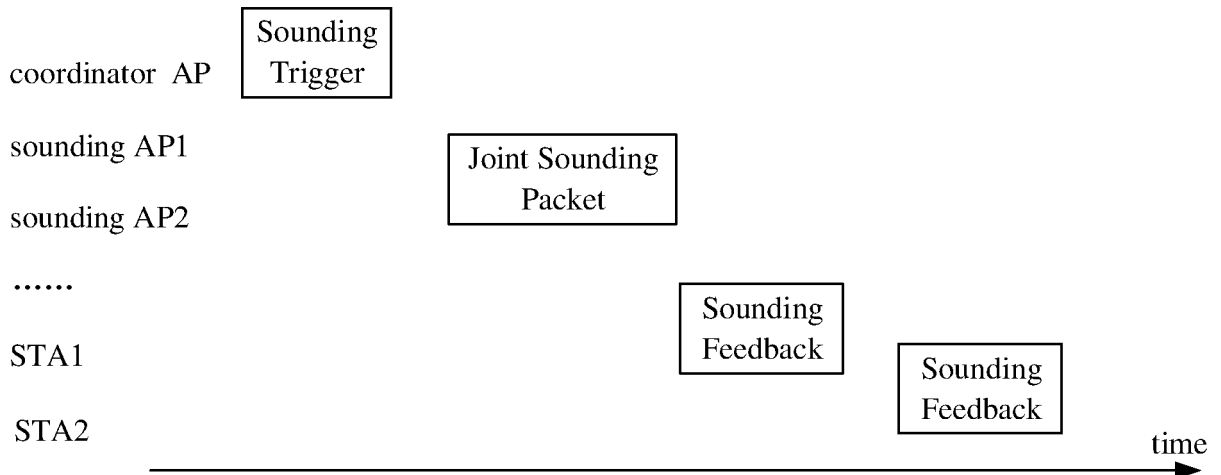 Sounding
Trigger
coordinator AP
sounding AP1
Joint Sounding
Packet
sounding AP2
......
Sounding
Feedback
STA1
Sounding
Feedback
STA2
time